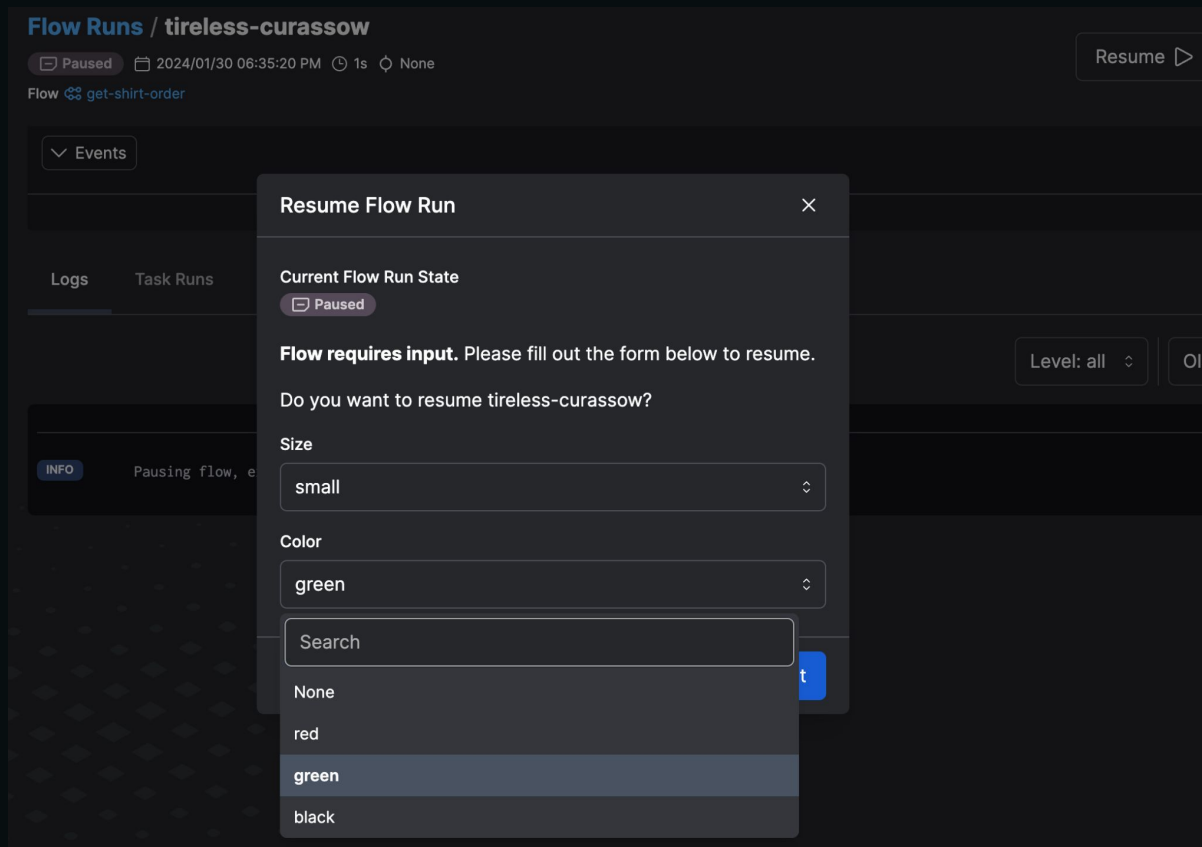 Flow Runs / tireless-curassow
Paused 2024/01/30 06:35:20 PM 1s None
Resume
Flow get-shirt-order
Events
Resume Flow Run
Logs Task Runs
Current Flow Run State
Paused
Flow requires input. Please fill out the form below to resume.
Level: all
Do you want to resume tireless-curassow?
Size
INFO Pausing flow, e
small
Color
green
Search
t
None
red
green
black